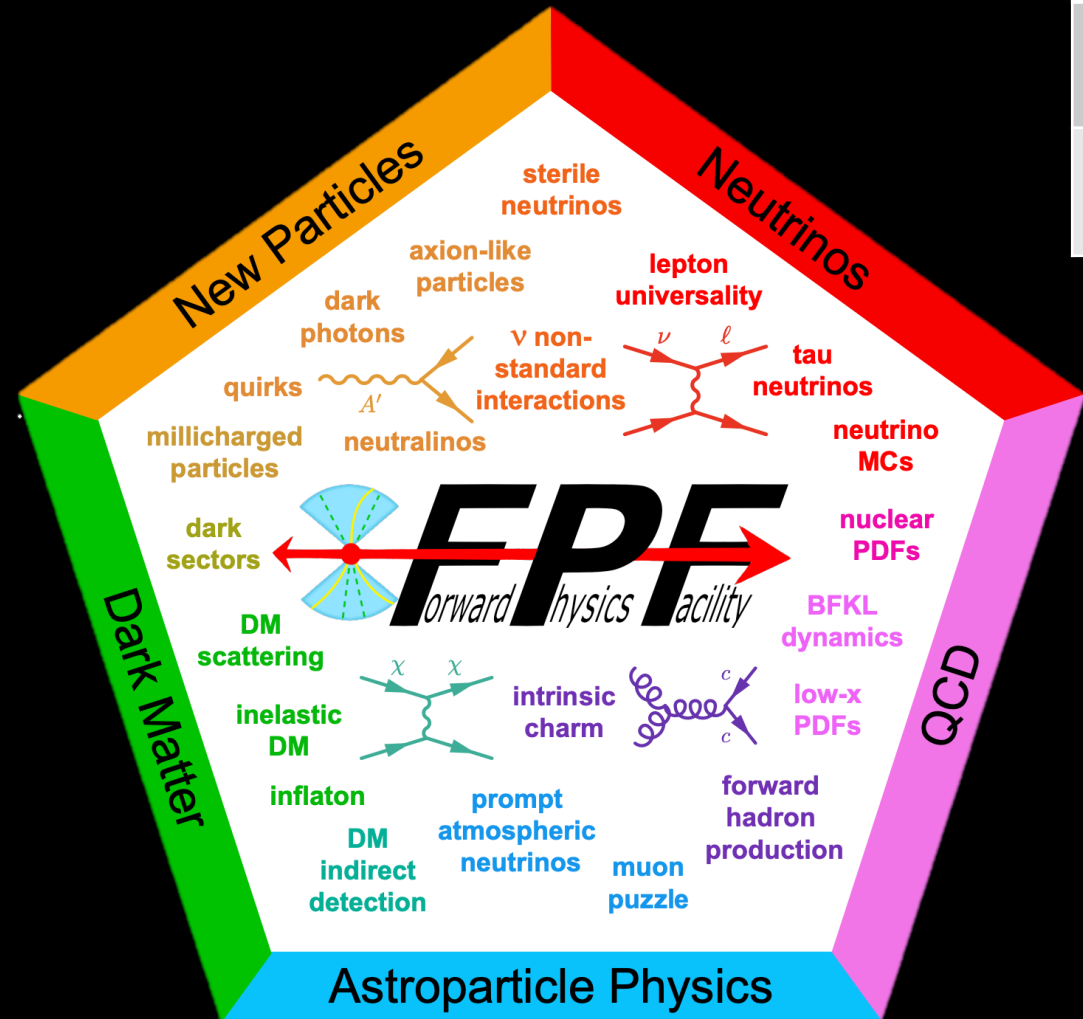 New Particles
Neutrinos
sterile
neutrinos
axion-like
particles
lepton
universality
dark
photons
ν non-
standard
interactions
ν ℓ
tau
neutrinos
quirks
A′
neutralinos
millicharged
particles
neutrino
MCs
dark
sectors
nuclear
PDFs
FPF
Forward Physics Facility
BFKL
dynamics
DM
scattering
Dark Matter
QCD
χ χ
intrinsic
charm
c
c
low-x
PDFs
inelastic
DM
inflaton
prompt
atmospheric
neutrinos
forward
hadron
production
DM
indirect
detection
muon
puzzle
Astroparticle Physics